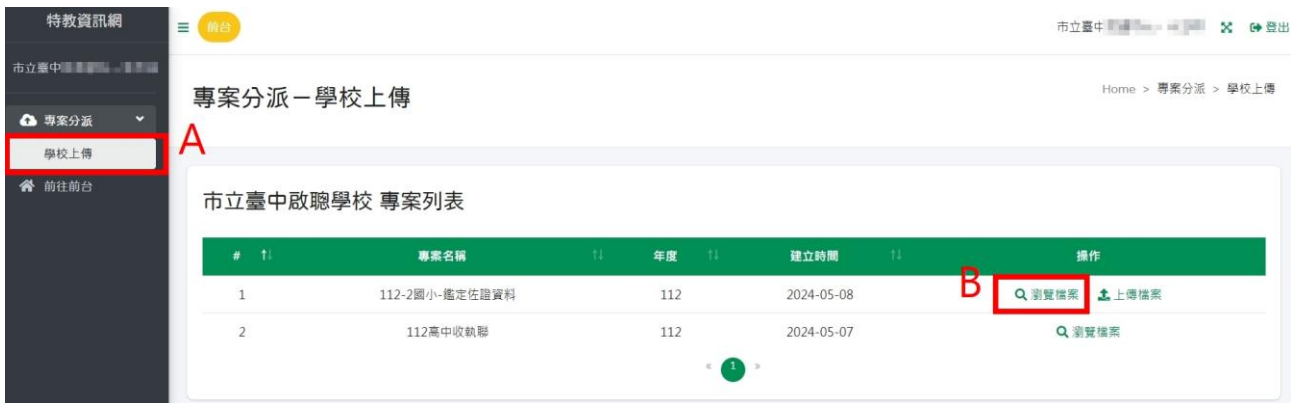 特教資訊網
前台
市立臺中
登出
市立臺中
專案分派
學校上傳
前往前台
A
專案分派－學校上傳
Home > 專案分派 > 學校上傳
市立臺中啟聰學校 專案列表
# 專案名稱 年度 建立時間 操作
1 112-2國小-鑑定佐證資料 112 2024-05-08 B 瀏覽檔案 上傳檔案
2 112高中收執聯 112 2024-05-07 瀏覽檔案
« 1 »